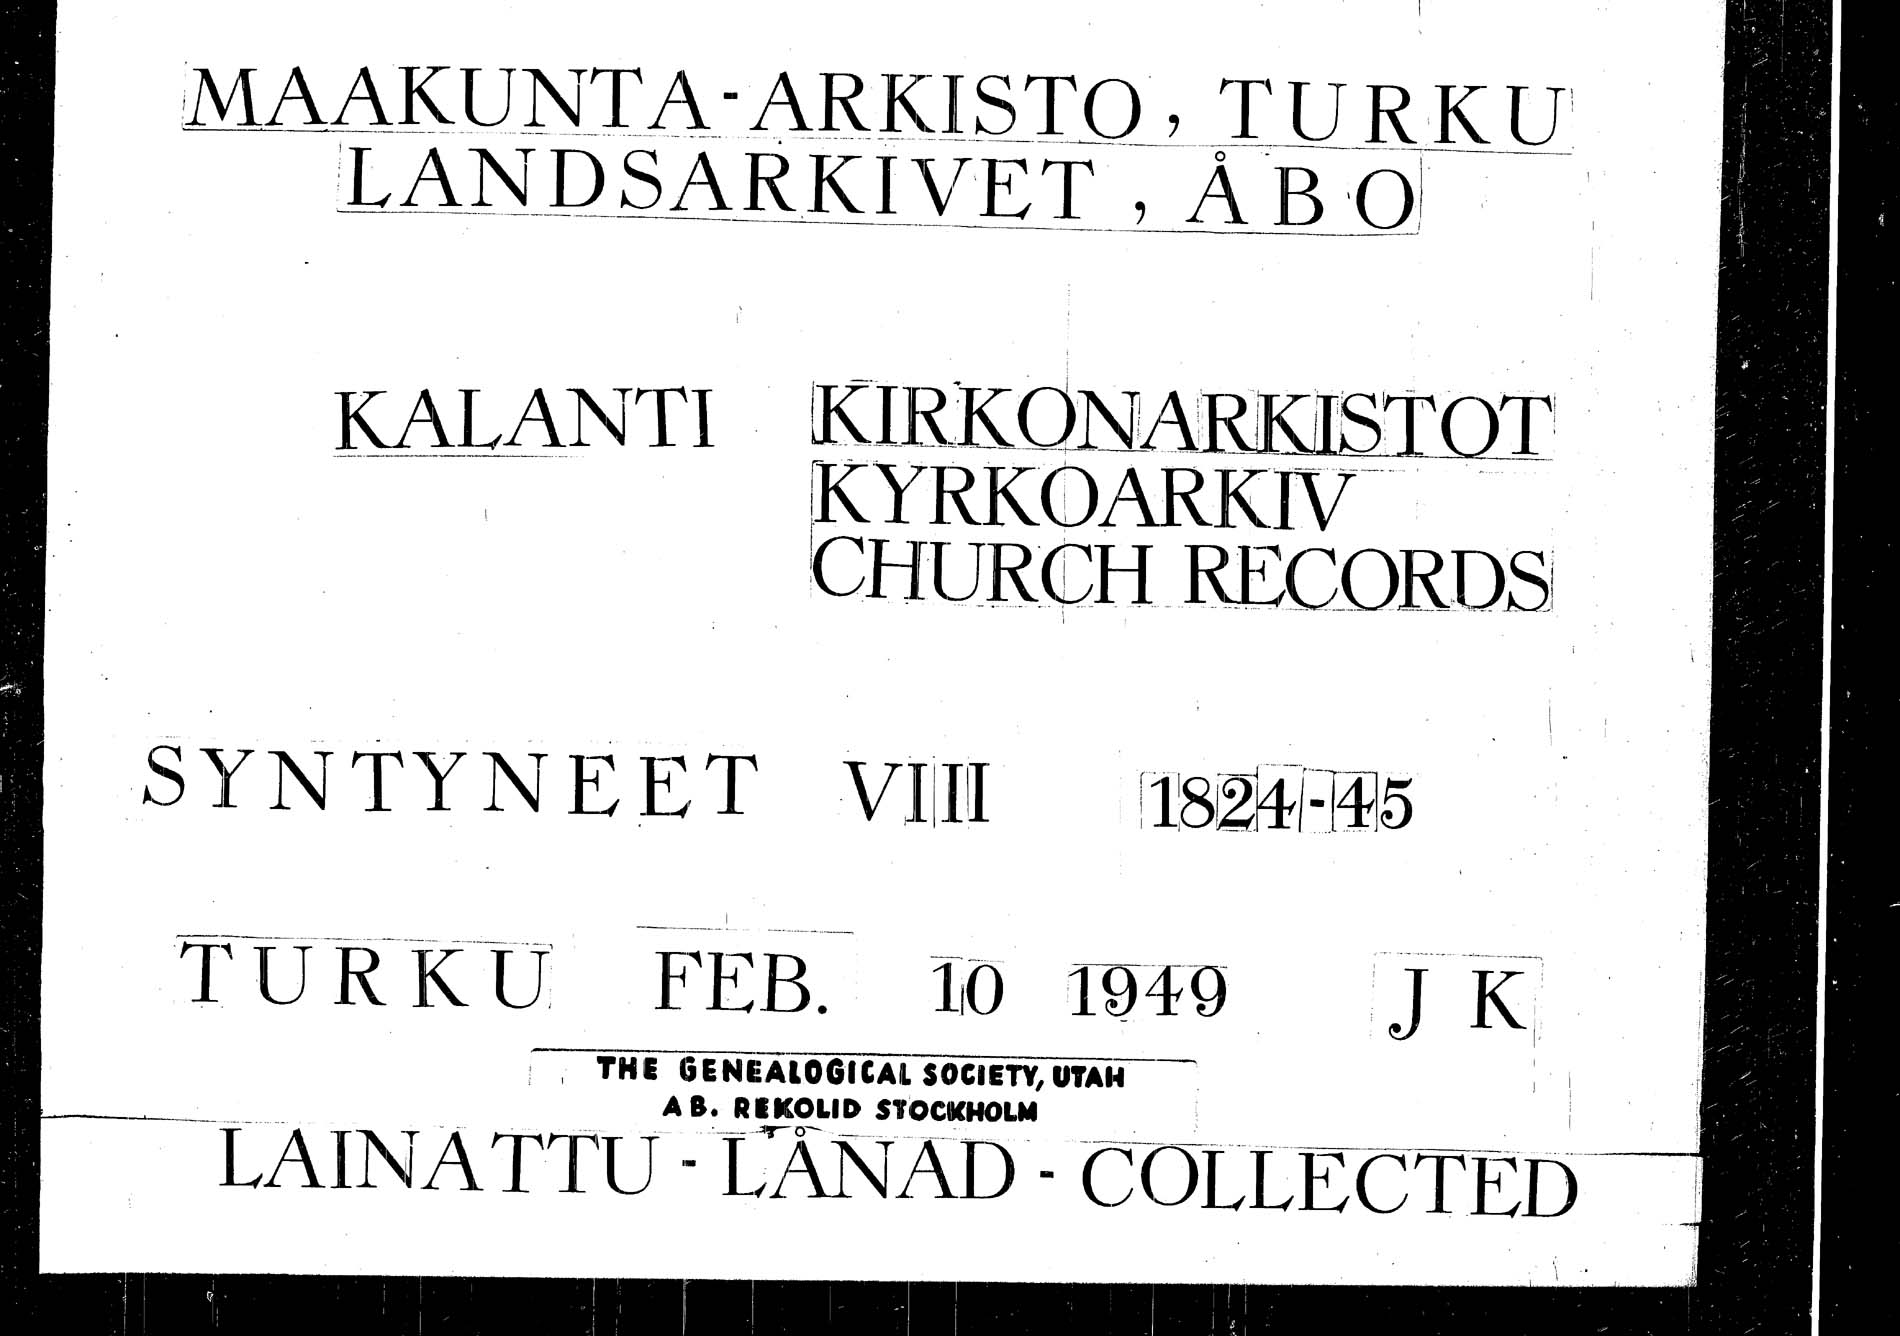 MAAKUNTA-ARKISTO, TURKU
LANDSARKIVET, ÅBO
KALANTI KIRKONARKISTOT
KYRKOARKIV
CHURCH RECORDS
SYNTYNEET VIII 1824-45
TURKU FEB. 10 1949 J K
THE GENEALOGICAL SOCIETY, UTAH
AB. REKOLID STOCKHOLM
LAINATTU - LÅNAD - COLLECTED